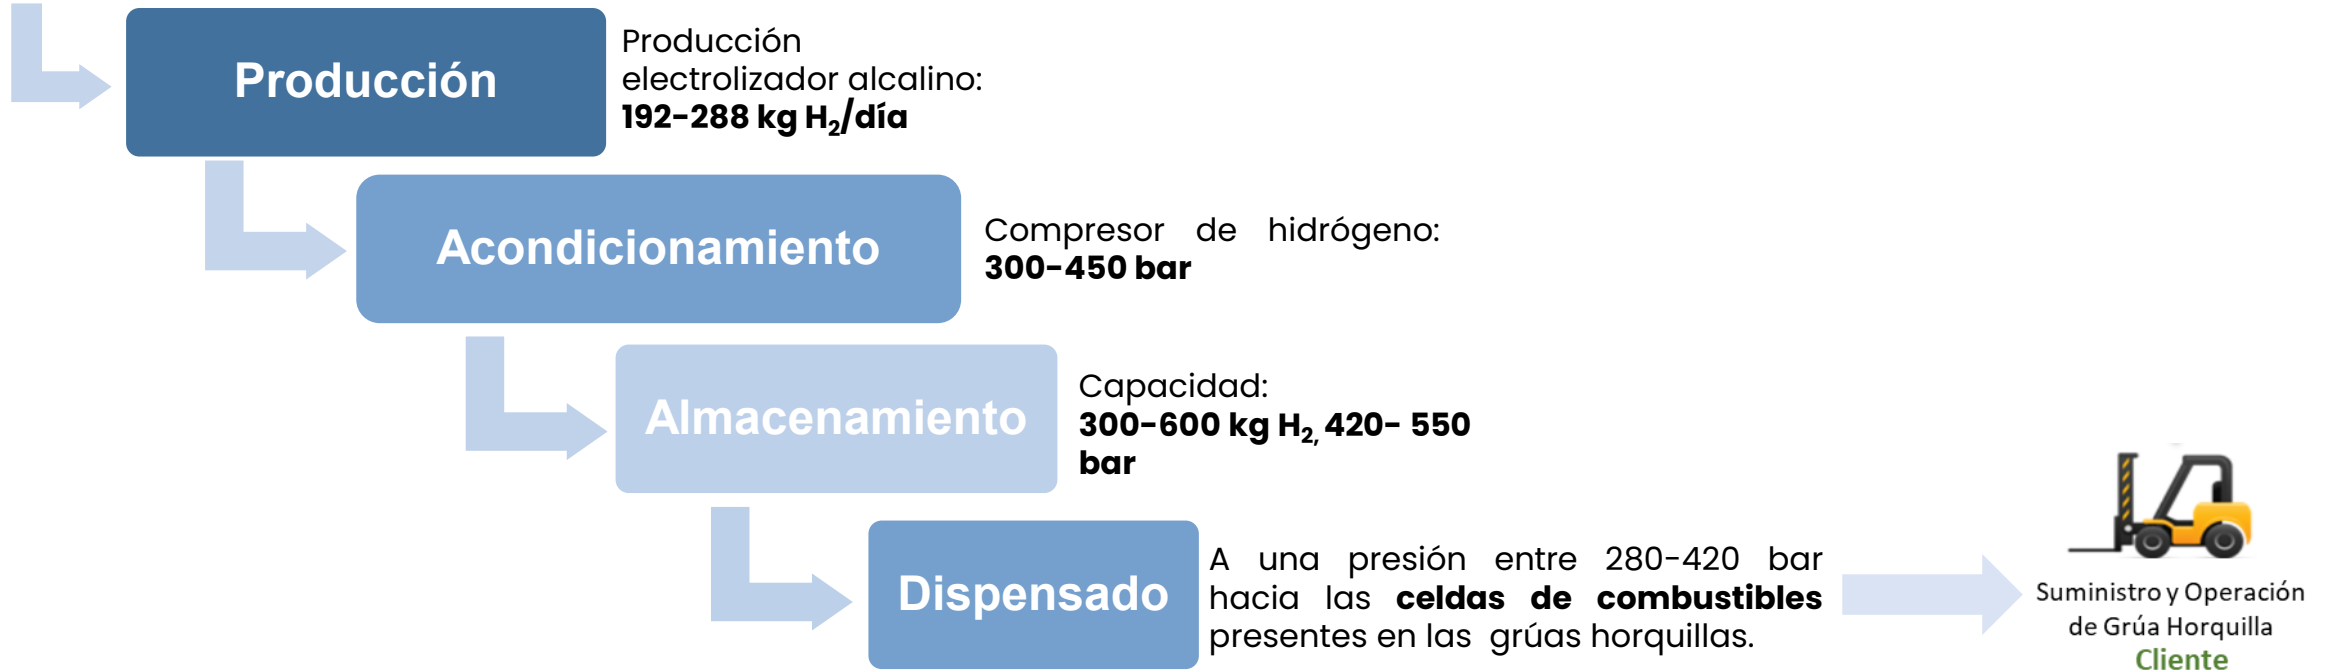 Producción
Producción
electrolizador alcalino:
192-288 kg H₂/día
Acondicionamiento
Compresor de hidrógeno:
300-450 bar
Almacenamiento
Capacidad:
300-600 kg H₂, 420- 550
bar
Dispensado
A una presión entre 280-420 bar
hacia las celdas de combustibles
presentes en las grúas horquillas.
Suministro y Operación
de Grúa Horquilla
Cliente